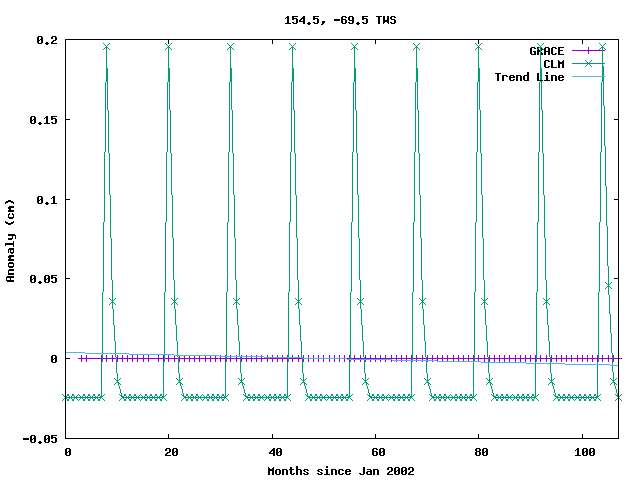 154.5, -69.5 TWS
GRACE
CLM
Trend Line
0.2
0.15
0.1
0.05
0
-0.05
Anomaly (cm)
0 20 40 60 80 100
Months since Jan 2002